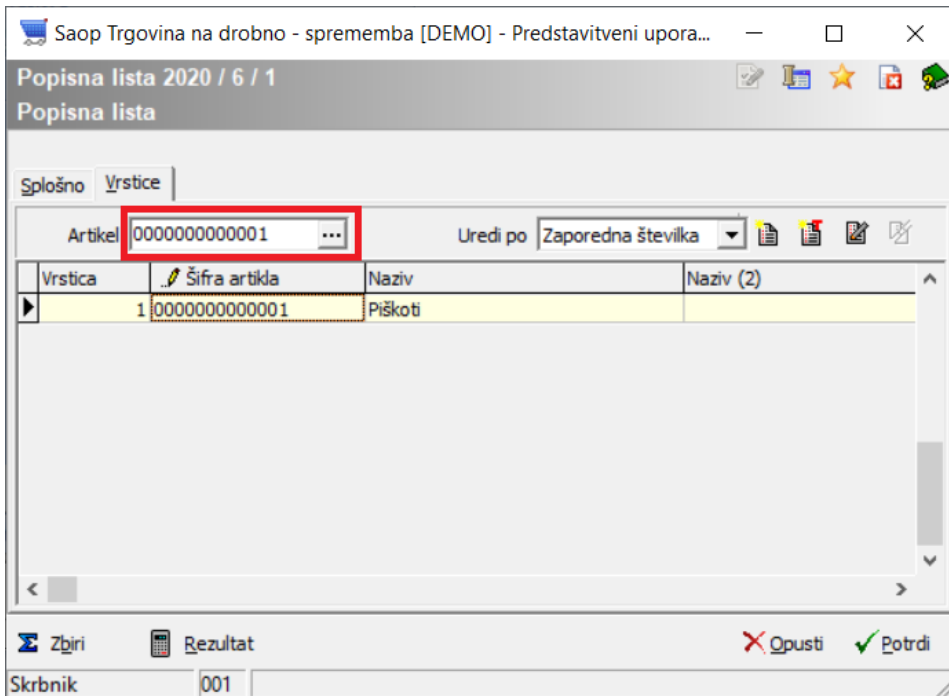 Saop Trgovina na drobno - sprememba [DEMO] - Predstavitveni upora...
Popisna lista 2020 / 6 / 1
Popisna lista
Splošno Vrstice
Artikel 0000000000001 ... Uredi po Zaporedna številka
Vrstica Šifra artikla Naziv Naziv (2)
1 0000000000001 Piškoti
Zbiri Rezultat Opusti Potrdi
Skrbnik 001